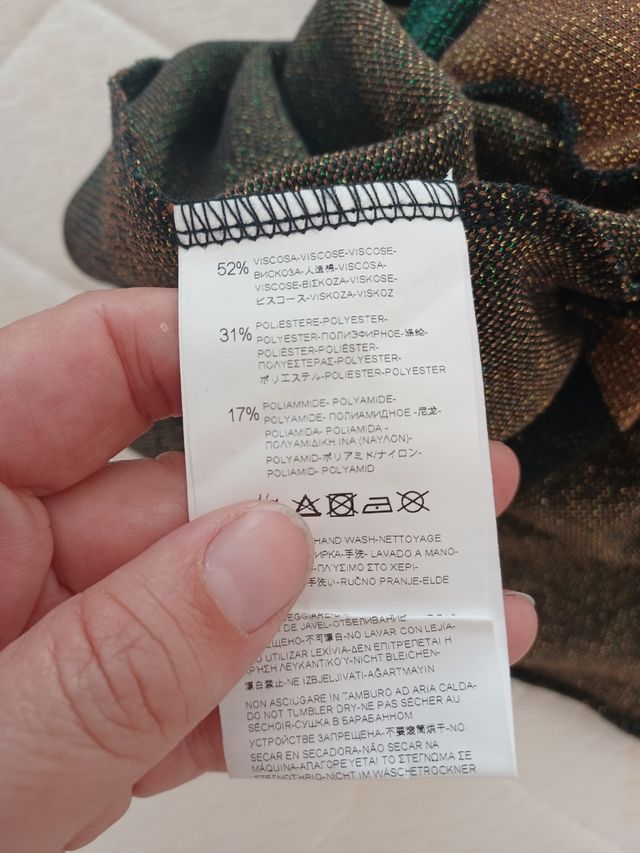 52% VISCOSA-VISCOSE-VISCOSE-
ВИСКОЗА-人造棉-VISCOSA-
VISCOSE-ΒΙΣΚΟΖΑ-VISKOSE-
ビスコース-VISKOZA-VISKOZ
31% POLIESTERE-POLYESTER-
POLYESTER-ПОЛИЭФИРНОЕ-涤纶-
POLIÉSTER-POLIÉSTER-
ΠΟΛΥΕΣΤΕΡΑΣ-POLYESTER-
ポリエステル-POLIESTER-POLYESTER
17% POLIAMMIDE- POLYAMIDE-
POLYAMIDE- ПОЛИАМИДНОЕ -尼龙-
POLIAMIDA- POLIAMIDA -
ΠΟΛΥΑΜΙΔΙΚΗ ΙΝΑ (ΝΑΥΛΟΝ)-
POLYAMID-ポリアミド/ナイロン-
POLIAMID- POLYAMID
HAND WASH-NETTOYAGE
ИРКА-手洗- LAVADO A MANO-
-ΠΛΥΣΙΜΟ ΣΤΟ ΧΕΡΙ-
手洗い-RUČNO PRANJE-ELDE
DE JAVEL-ОТБЕЛИВАНИЕ
ЕЩЕНО-不可漂白-NO LAVAR CON LEJIA-
UTILIZAR LEXÍVIA-ΔΕΝ ΕΠΙΤΡΕΠΕΤΑΙ Η
ΧΡΗΣΗ ΛΕΥΚΑΝΤΙΚΟΥ-NICHT BLEICHEN-
漂白禁止-NE IZBJELJIVATI-AĞARTMAYIN
NON ASCIUGARE IN TAMBURO AD ARIA CALDA-
DO NOT TUMBLER DRY-NE PAS SÉCHER AU
SÉCHOIR-СУШКА В БАРАБАННОМ
УСТРОЙСТВЕ ЗАПРЕЩЕНА-不要滚筒烘干-NO
SECAR EN SECADORA-NÃO SECAR NA
MÁQUINA-ΑΠΑΓΟΡΕΥΕΤΑΙ ΤΟ ΣΤΕΓΝΩΜΑ ΣΕ
ΣΤΕΓΝΩΤΗΡΙΟ-NICHT IM WÄSCHETROCKNER